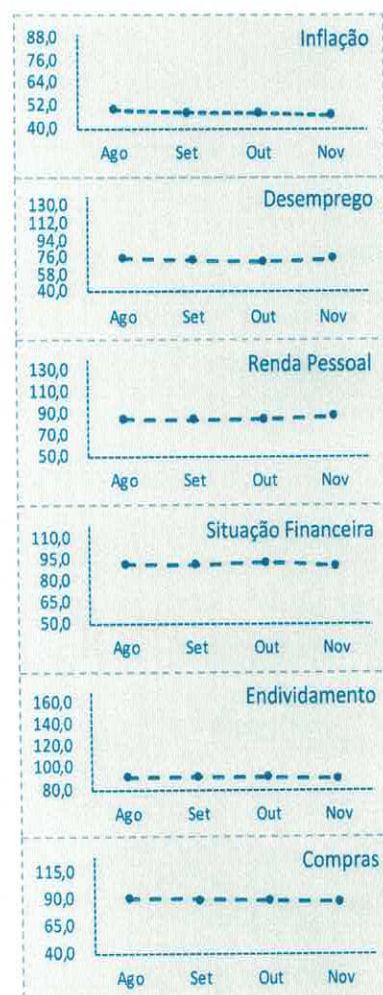 Inflação
88,0
76,0
64,0
52,0
40,0
Ago Set Out Nov
Desemprego
130,0
112,0
94,0
76,0
58,0
40,0
Ago Set Out Nov
Renda Pessoal
130,0
110,0
90,0
70,0
50,0
Ago Set Out Nov
Situação Financeira
110,0
95,0
80,0
65,0
50,0
Ago Set Out Nov
Endividamento
160,0
140,0
120,0
100,0
80,0
Ago Set Out Nov
Compras
115,0
90,0
65,0
40,0
Ago Set Out Nov